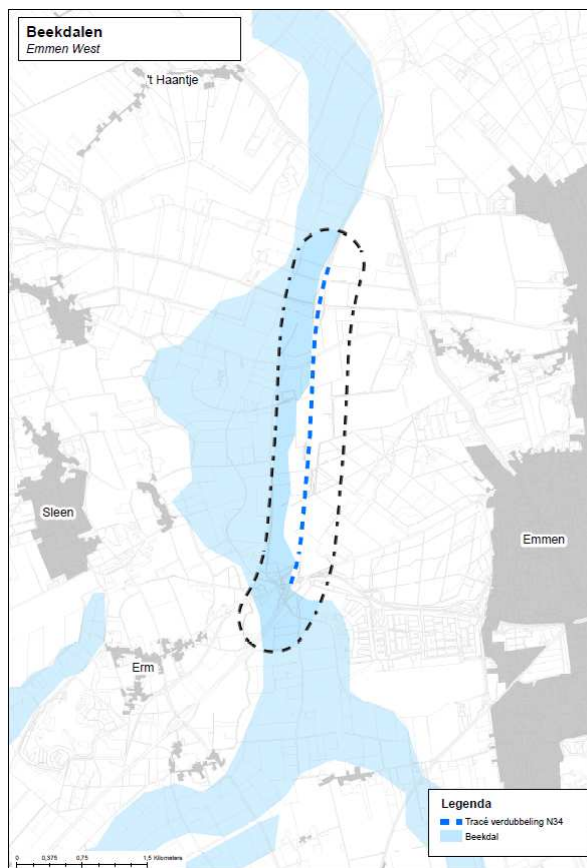 Beekdalen
Emmen West
't Haantje
Sleen
Emmen
Erm
Legenda
Tracé verdubbeling N34
Beekdal
0 0,375 0,75 1,5 Kilometers